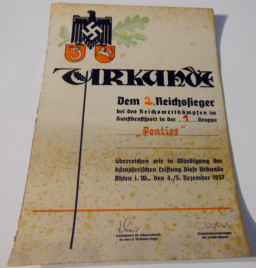 URKUNDE
Dem 2. Reichssieger
bei den Reichswettkämpfen im
Kunstkraftsport in der 1 Gruppe
"Pontios"
überreichen wir in Würdigung der
kämpferischen Leistung diese Urkunde
Ahlen i. W., den 4./5. Dezember 1937